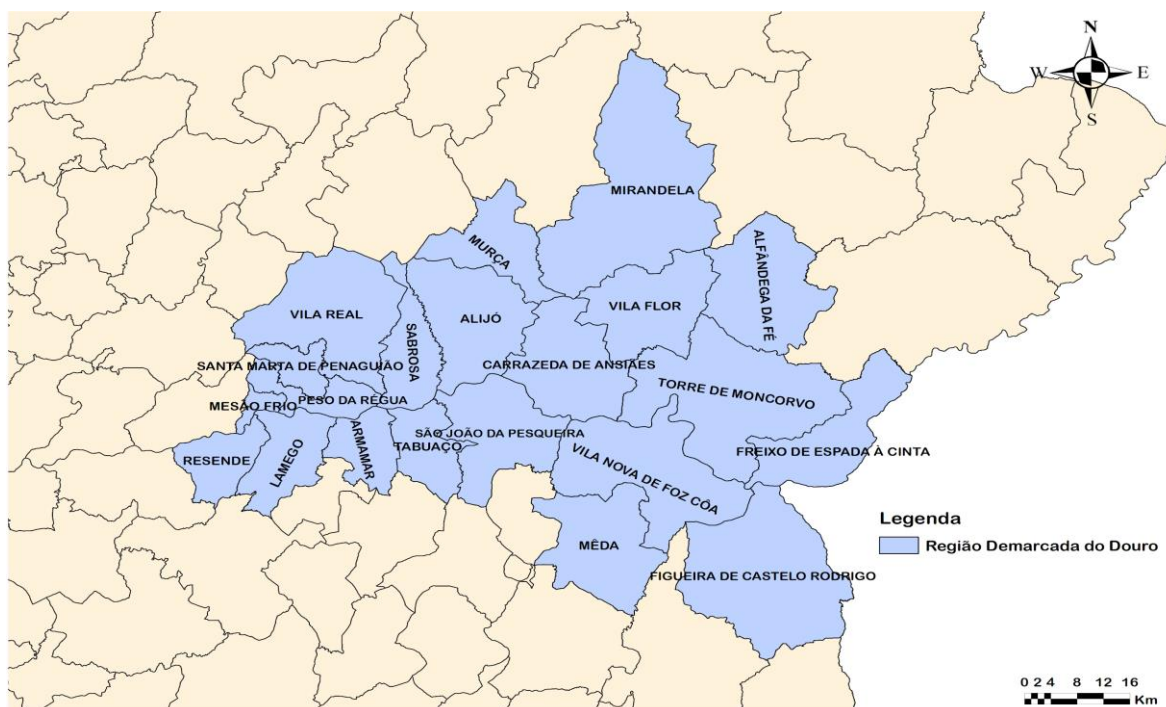 N
W E
S
MIRANDELA
MURÇA
ALFÂNDEGA DA FÉ
VILA REAL
SABROSA
ALIJÓ
VILA FLOR
SANTA MARTA DE PENAGUIÃO
CARRAZEDA DE ANSIÃES
TORRE DE MONCORVO
MESÃO FRIO
PESO DA RÉGUA
SÃO JOÃO DA PESQUEIRA
TABUAÇO
ARMAMAR
LAMEGO
RESENDE
FREIXO DE ESPADA À CINTA
VILA NOVA DE FOZ CÔA
MÊDA
FIGUEIRA DE CASTELO RODRIGO
Legenda
Região Demarcada do Douro
0 2 4 8 12 16
Km